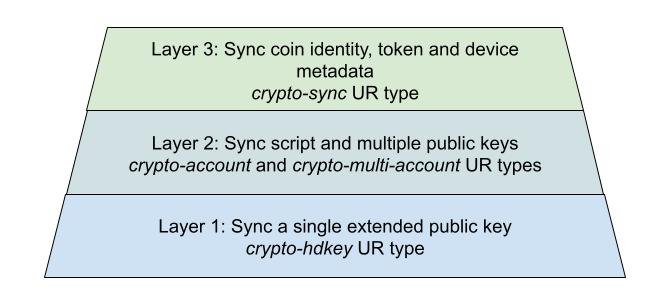 Layer 3: Sync coin identity, token and device
metadata
crypto-sync UR type
Layer 2: Sync script and multiple public keys
crypto-account and crypto-multi-account UR types
Layer 1: Sync a single extended public key
crypto-hdkey UR type